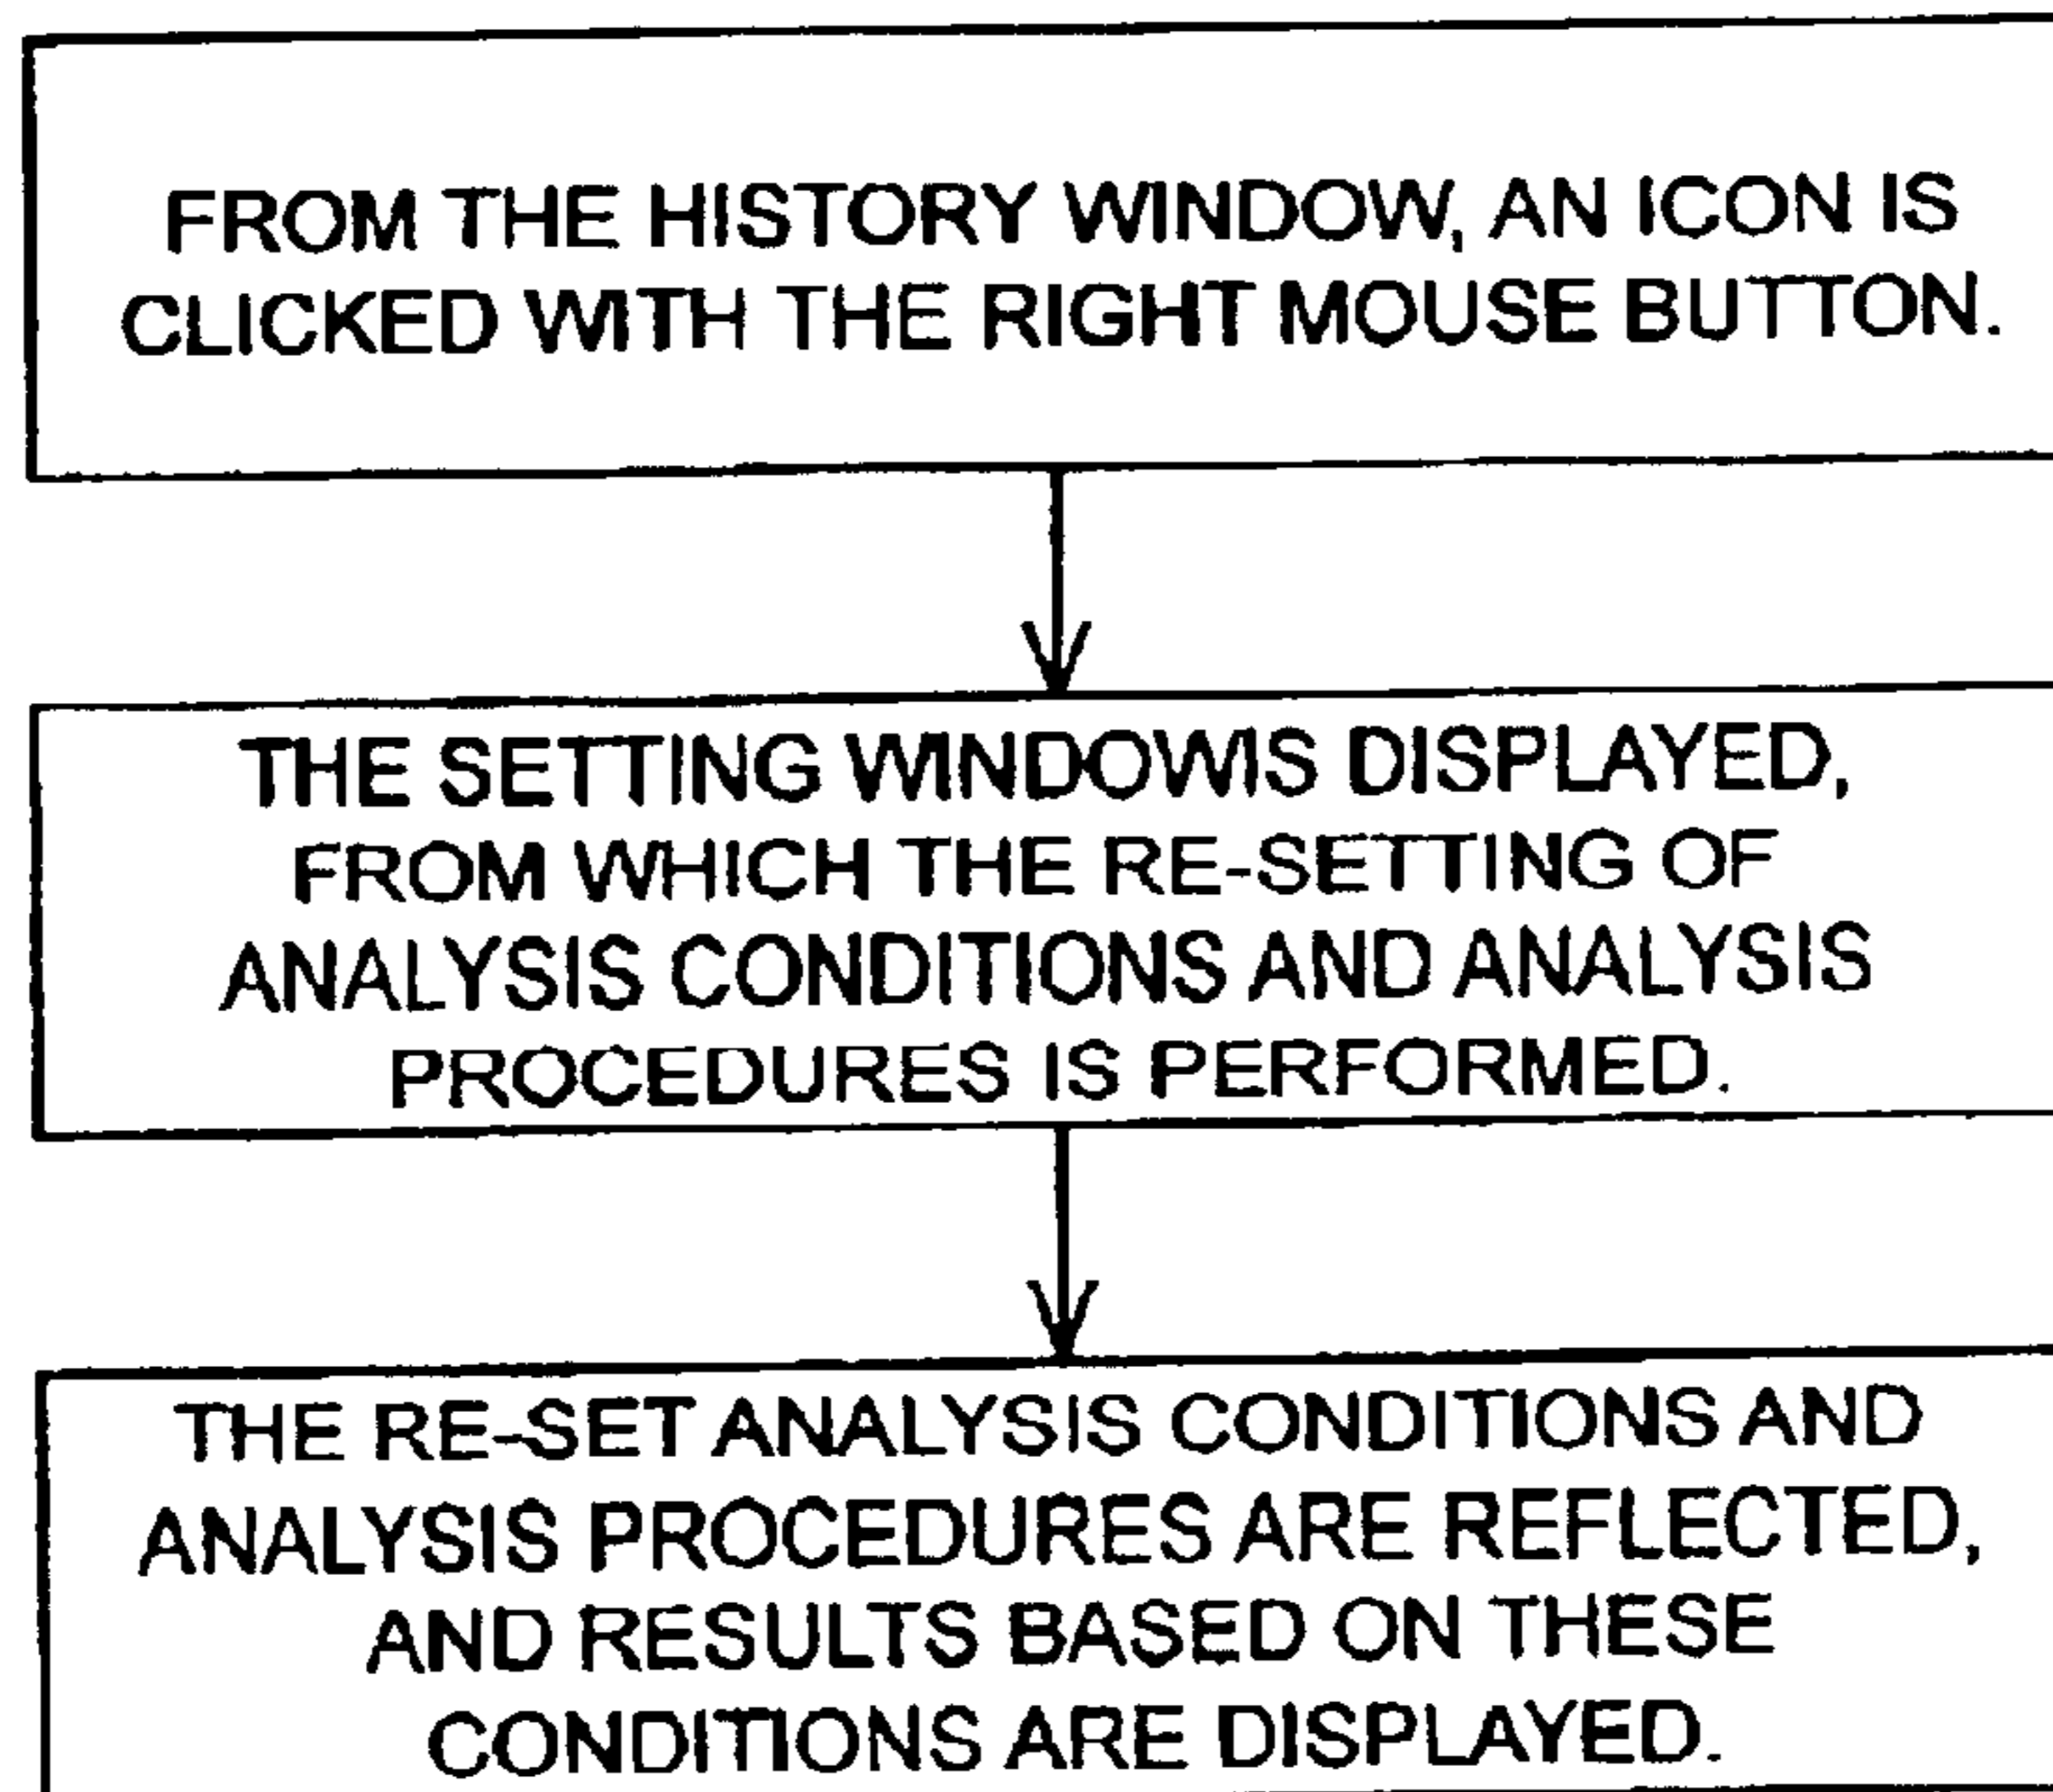 FROM THE HISTORY WINDOW, AN ICON IS
CLICKED WITH THE RIGHT MOUSE BUTTON.
THE SETTING WINDOWIS DISPLAYED,
FROM WHICH THE RE-SETTING OF
ANALYSIS CONDITIONS AND ANALYSIS
PROCEDURES IS PERFORMED.
THE RE-SET ANALYSIS CONDITIONS AND
ANALYSIS PROCEDURES ARE REFLECTED,
AND RESULTS BASED ON THESE
CONDITIONS ARE DISPLAYED.